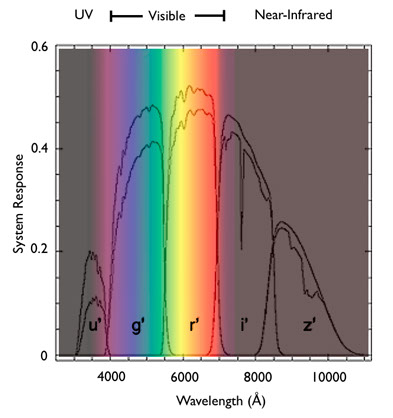 UV Visible Near-Infrared
0.6
0.4
0.2
0
System Response
u' g' r' i' z'
4000 6000 8000 10000
Wavelength (Å)